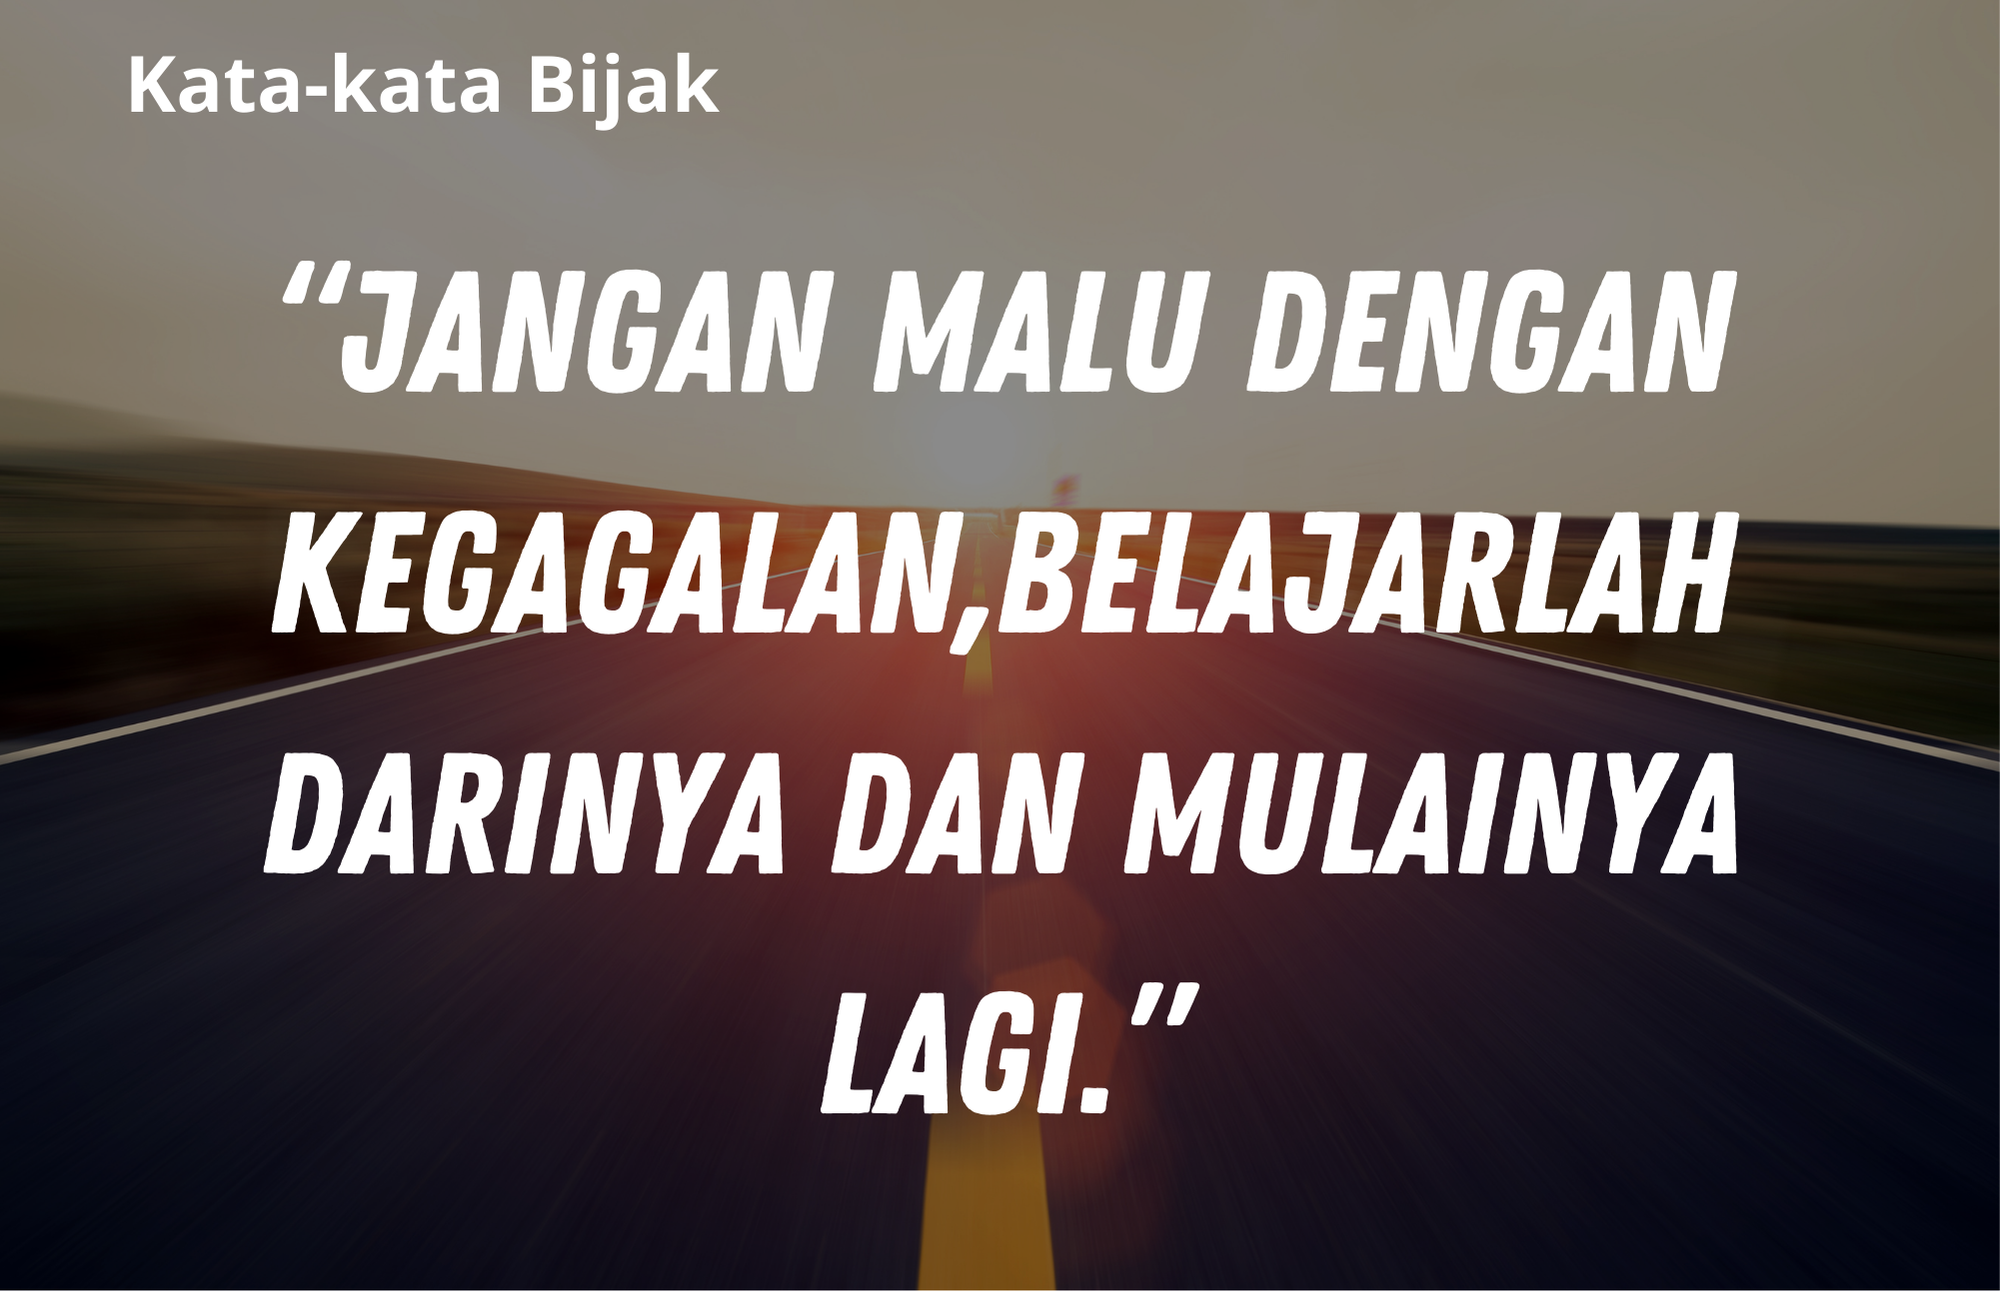 Kata-kata Bijak
“JANGAN MALU DENGAN
KEGAGALAN,BELAJARLAH
DARINYA DAN MULAINYA
LAGI.”